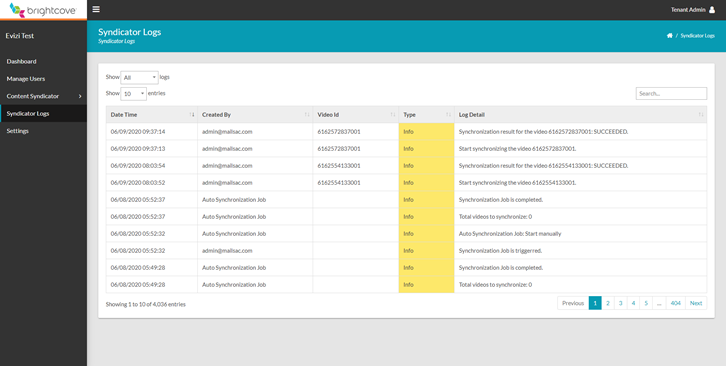 brightcove
Tenant Admin
Evizi Test
Dashboard
Manage Users
Content Syndicator
Syndicator Logs
Settings
Syndicator Logs
Syndicator Logs
/ Syndicator Logs
Show All logs
Show 10 entries
Search...
Date Time Created By Video Id Type Log Detail
06/09/2020 09:37:14 admin@mailsac.com 6162572837001 Info Synchronization result for the video 6162572837001: SUCCEEDED.
06/09/2020 09:37:13 admin@mailsac.com 6162572837001 Info Start synchronizing the video 6162572837001.
06/09/2020 08:03:54 admin@mailsac.com 6162554133001 Info Synchronization result for the video 6162554133001: SUCCEEDED.
06/09/2020 08:03:52 admin@mailsac.com 6162554133001 Info Start synchronizing the video 6162554133001.
06/08/2020 05:52:37 Auto Synchronization Job Info Synchronization Job is completed.
06/08/2020 05:52:37 Auto Synchronization Job Info Total videos to synchronize: 0
06/08/2020 05:52:32 Auto Synchronization Job Info Auto Synchronization Job: Start manually
06/08/2020 05:52:32 admin@mailsac.com Info Synchronization Job is triggerred.
06/08/2020 05:49:28 Auto Synchronization Job Info Synchronization Job is completed.
06/08/2020 05:49:28 Auto Synchronization Job Info Total videos to synchronize: 0
Showing 1 to 10 of 4,036 entries
Previous 1 2 3 4 5 ... 404 Next